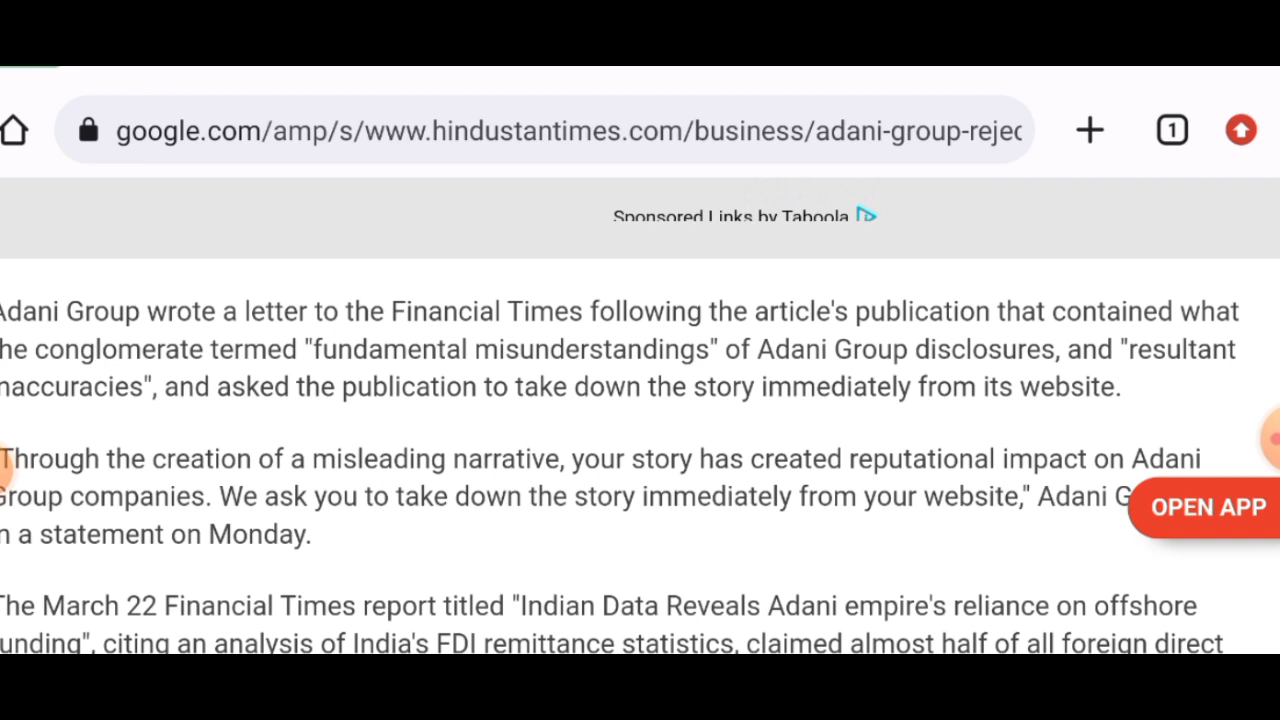 google.com/amp/s/www.hindustantimes.com/business/adani-group-rejec
1
Sponsored Links by Taboola
Adani Group wrote a letter to the Financial Times following the article's publication that contained what
he conglomerate termed "fundamental misunderstandings" of Adani Group disclosures, and "resultant
naccuracies", and asked the publication to take down the story immediately from its website.
Through the creation of a misleading narrative, your story has created reputational impact on Adani
Group companies. We ask you to take down the story immediately from your website," Adani G
n a statement on Monday.
OPEN APP
The March 22 Financial Times report titled "Indian Data Reveals Adani empire's reliance on offshore
unding", citing an analysis of India's FDI remittance statistics, claimed almost half of all foreign direct